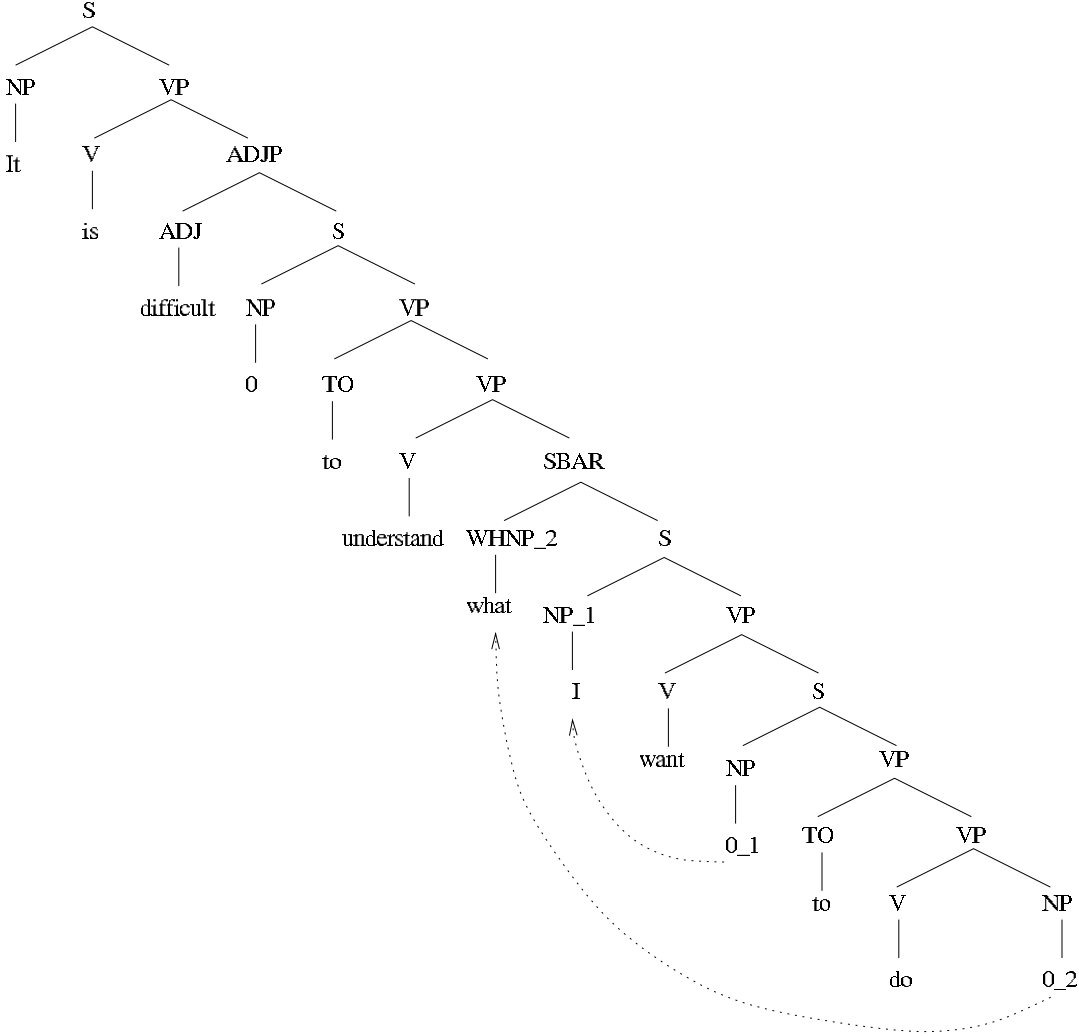 S
NP VP
It V ADJP
is ADJ S
difficult NP VP
0 TO VP
to V SBAR
understand WHNP_2 S
what NP_1 VP
I V S
want NP VP
0_1 TO VP
to V NP
do 0_2